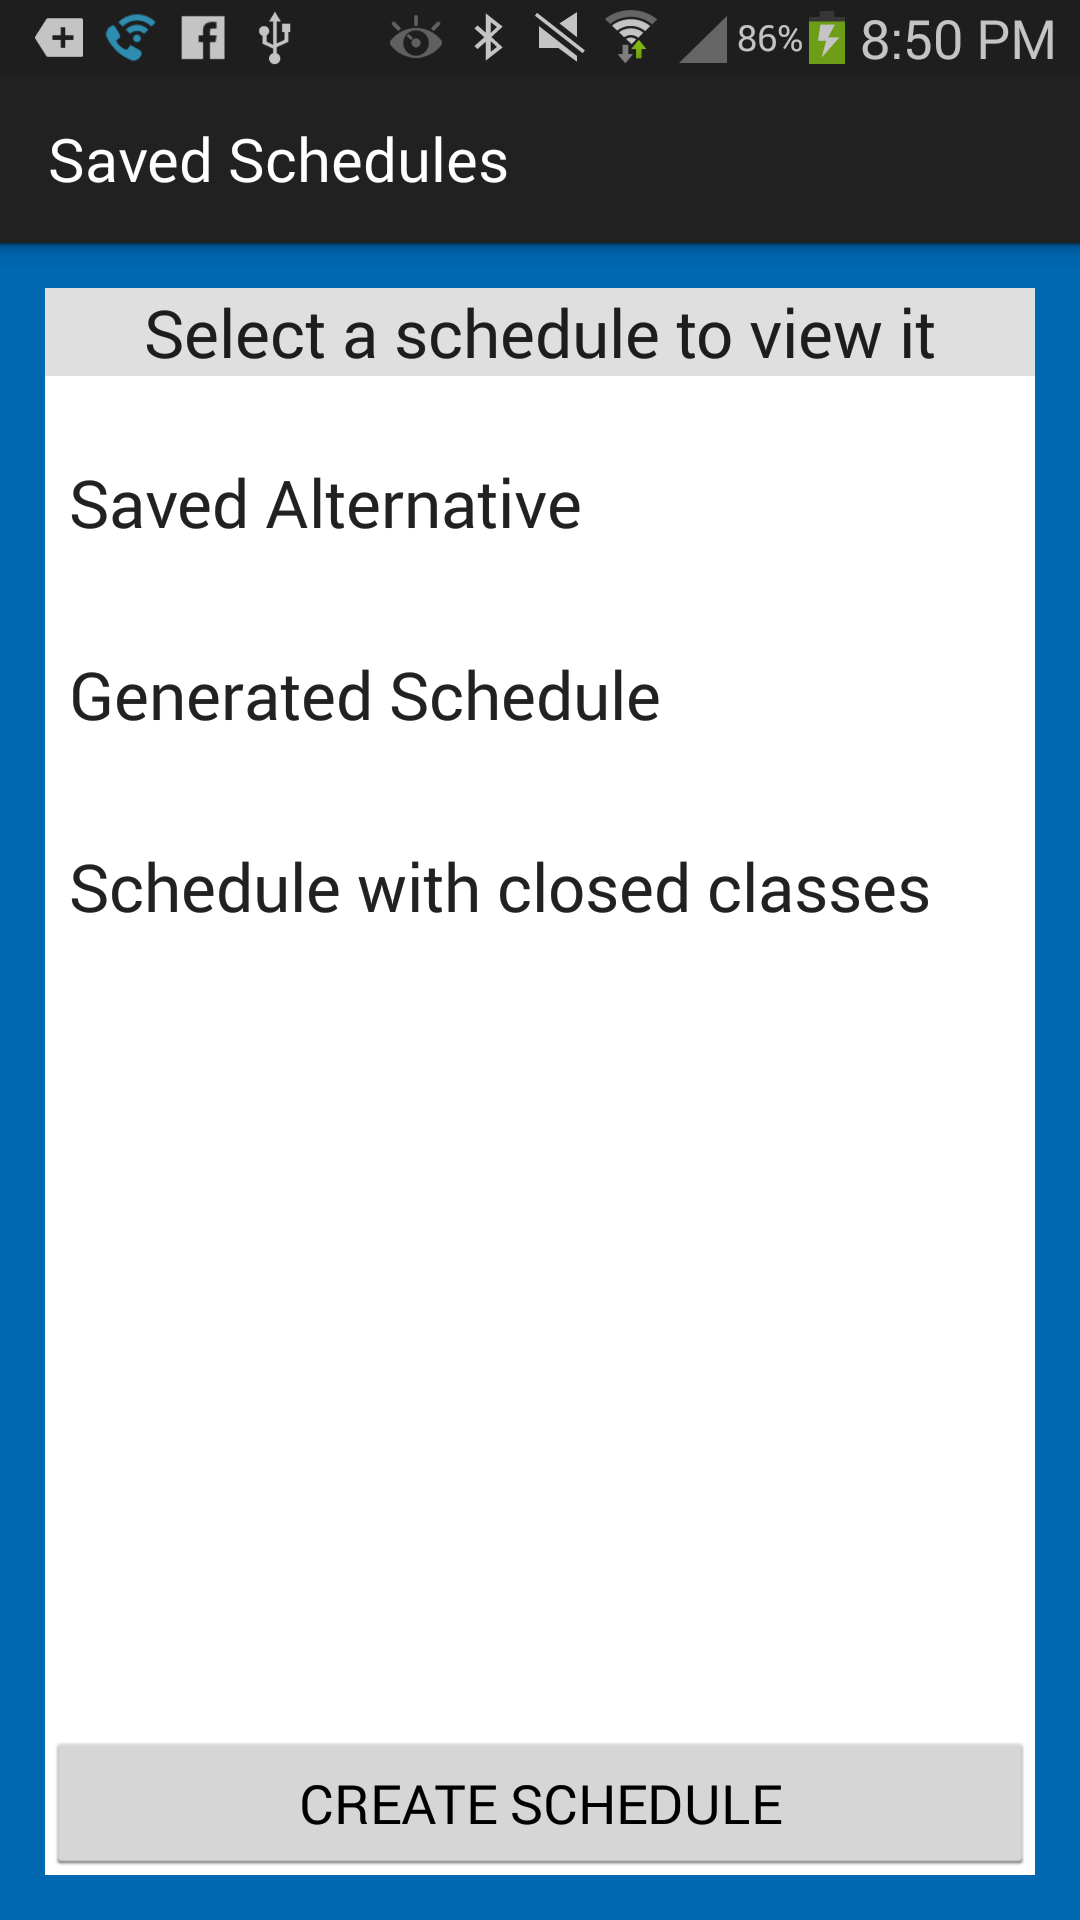 86% 8:50 PM
Saved Schedules
Select a schedule to view it
Saved Alternative
Generated Schedule
Schedule with closed classes
CREATE SCHEDULE